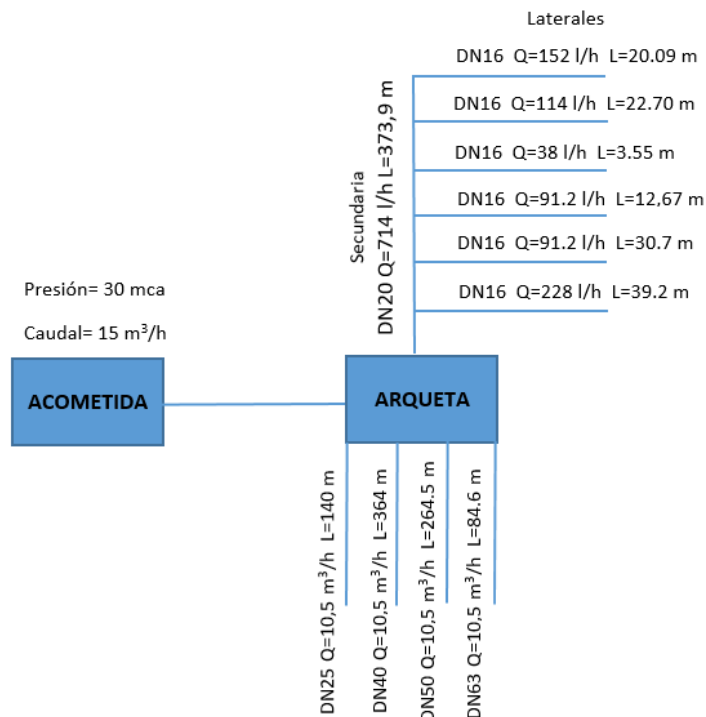 Laterales
DN16 Q=152 l/h L=20.09 m
DN16 Q=114 l/h L=22.70 m
DN16 Q=38 l/h L=3.55 m
DN16 Q=91.2 l/h L=12,67 m
DN16 Q=91.2 l/h L=30.7 m
DN16 Q=228 l/h L=39.2 m
Secundaria
DN20 Q=714 l/h L=373,9 m
Presión= 30 mca
Caudal= 15 m³/h
ACOMETIDA
ARQUETA
DN25 Q=10,5 m³/h L=140 m
DN40 Q=10,5 m³/h L=364 m
DN50 Q=10,5 m³/h L=264.5 m
DN63 Q=10,5 m³/h L=84.6 m